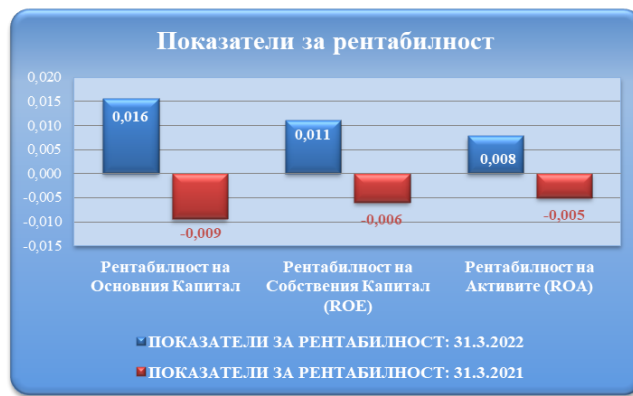 Показатели за рентабилност
0,020
0,015
0,010
0,005
0,000
-0,005
-0,010
-0,015
0,016
0,011
0,008
-0,009
-0,006
-0,005
Рентабилност на
Основния Капитал
Рентабилност на
Собствения Капитал
(ROE)
Рентабилност на
Активите (ROA)
ПОКАЗАТЕЛИ ЗА РЕНТАБИЛНОСТ: 31.3.2022
ПОКАЗАТЕЛИ ЗА РЕНТАБИЛНОСТ: 31.3.2021